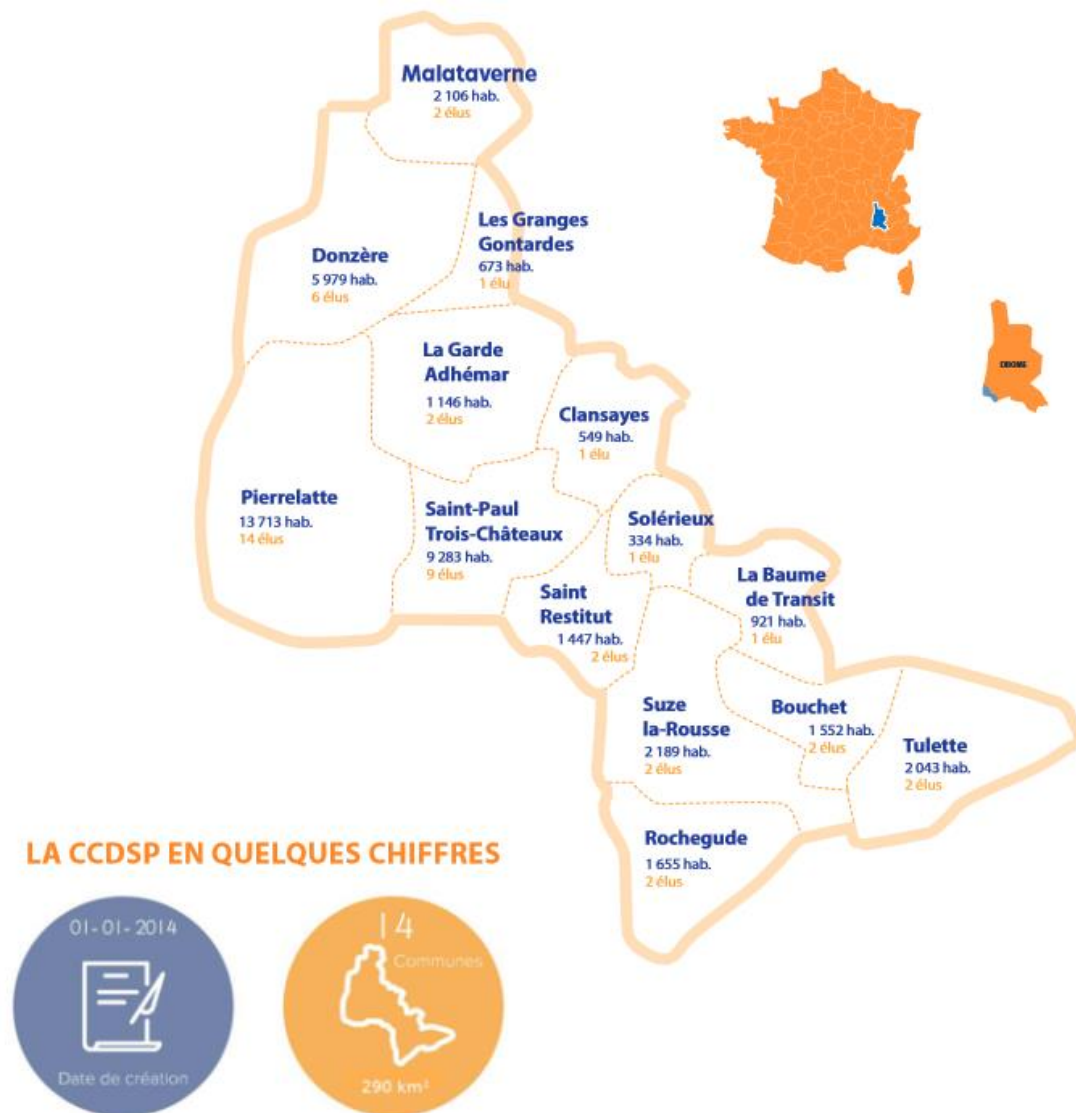 Malataverne
2 106 hab.
2 élus
Les Granges
Gontardes
673 hab.
1 élu
Donzère
5 979 hab.
6 élus
La Garde
Adhémar
1 146 hab.
2 élus
Clansayes
549 hab.
1 élu
DROME
Pierrelatte
13 713 hab.
14 élus
Saint-Paul
Trois-Châteaux
9 283 hab.
9 élus
Solérieux
334 hab.
1 élu
La Baume
de Transit
921 hab.
1 élu
Saint
Restitut
1 447 hab.
2 élus
Suze
la-Rousse
2 189 hab.
2 élus
Bouchet
1 552 hab.
2 élus
Tulette
2 043 hab.
2 élus
Rochegude
1 655 hab.
2 élus
LA CCDSP EN QUELQUES CHIFFRES
01-01-2014
Date de création
14
Communes
290 km²